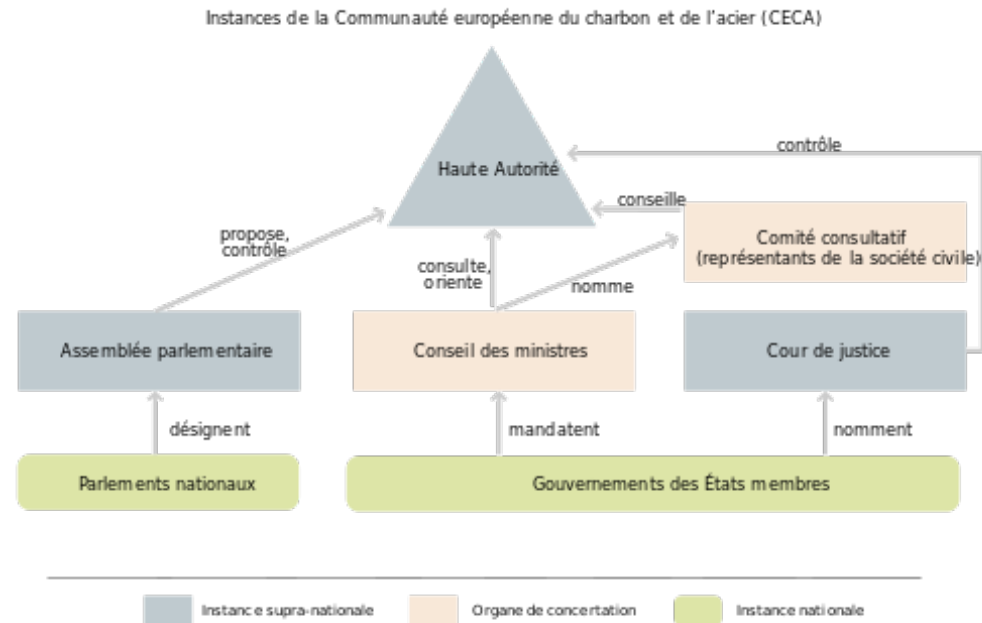 Instances de la Communauté européenne du charbon et de l'acier (CECA)
contrôle
Haute Autorité
conseille
propose,
contrôle
Comité consultatif
(représentants de la société civile)
consulte,
oriente
nomme
Assemblée parlementaire
Conseil des ministres
Cour de justice
désignent
mandatent
nomment
Parlements nationaux
Gouvernements des États membres
Instance supra-nationale
Organe de concertation
Instance nationale